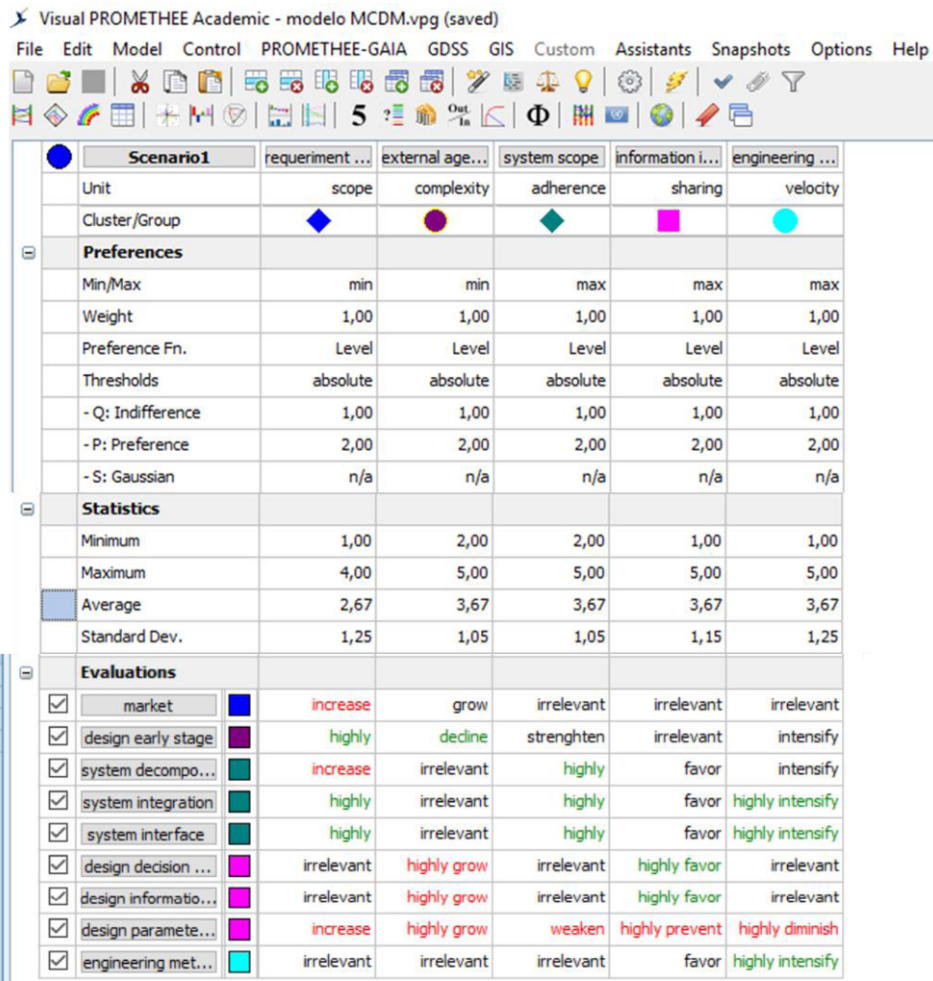 Visual PROMETHEE Academic - modelo MCDM.vpg (saved)
File Edit Model Control PROMETHEE-GAIA GDSS GIS Custom Assistants Snapshots Options Help
5 ? Out In Φ
Scenario1 requeriment ... external age... system scope information i... engineering ...
Unit scope complexity adherence sharing velocity
Cluster/Group
Preferences
Min/Max min min max max max
Weight 1,00 1,00 1,00 1,00 1,00
Preference Fn. Level Level Level Level Level
Thresholds absolute absolute absolute absolute absolute
- Q: Indifference 1,00 1,00 1,00 1,00 1,00
- P: Preference 2,00 2,00 2,00 2,00 2,00
- S: Gaussian n/a n/a n/a n/a n/a
Statistics
Minimum 1,00 2,00 2,00 1,00 1,00
Maximum 4,00 5,00 5,00 5,00 5,00
Average 2,67 3,67 3,67 3,67 3,67
Standard Dev. 1,25 1,05 1,05 1,15 1,25
Evaluations
market increase grow irrelevant irrelevant irrelevant
design early stage highly decline strenghten irrelevant intensify
system decompo... increase irrelevant highly favor intensify
system integration highly irrelevant highly favor highly intensify
system interface highly irrelevant highly favor highly intensify
design decision ... irrelevant highly grow irrelevant highly favor irrelevant
design informatio... irrelevant highly grow irrelevant highly favor irrelevant
design paramete... increase highly grow weaken highly prevent highly diminish
engineering met... irrelevant irrelevant irrelevant favor highly intensify